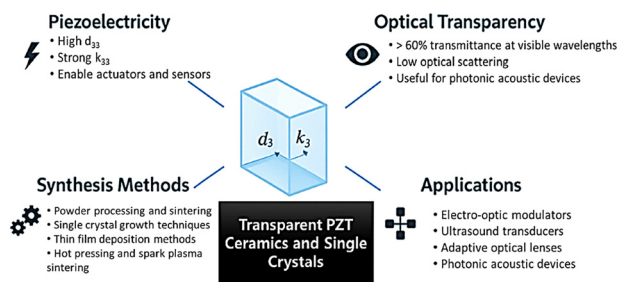 Piezoelectricity
• High d33
• Strong k33
• Enable actuators and sensors
Optical Transparency
• > 60% transmittance at visible wavelengths
• Low optical scattering
• Useful for photonic acoustic devices
d3 k3
Synthesis Methods
• Powder processing and sintering
• Single crystal growth techniques
• Thin film deposition methods
• Hot pressing and spark plasma
sintering
Transparent PZT
Ceramics and Single
Crystals
Applications
• Electro-optic modulators
• Ultrasound transducers
• Adaptive optical lenses
• Photonic acoustic devices